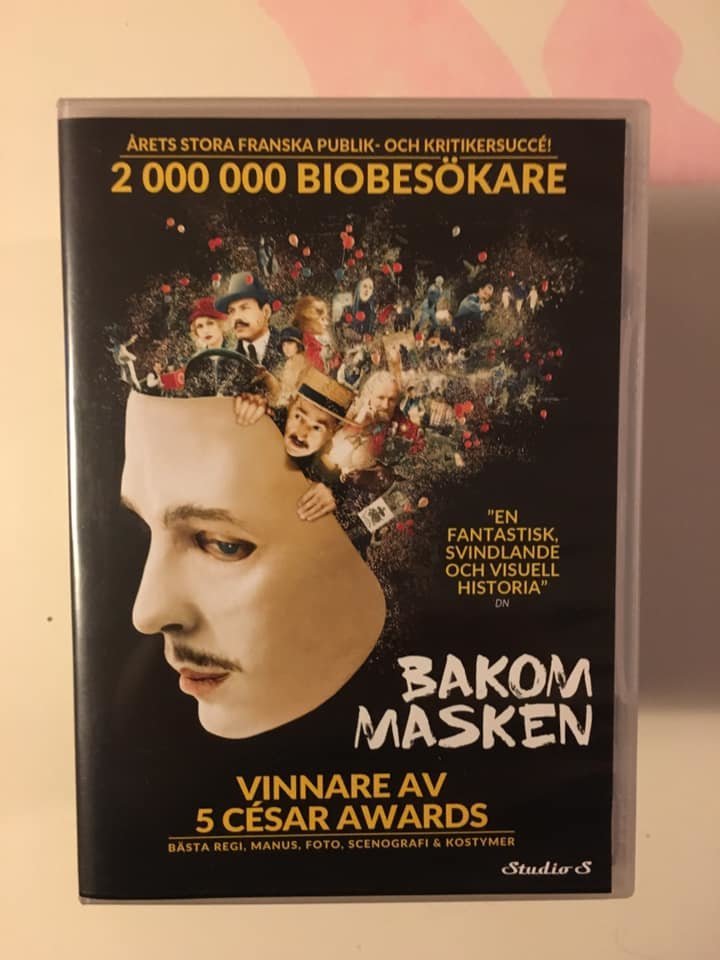 ÅRETS STORA FRANSKA PUBLIK- OCH KRITIKERSUCCÉ!
2 000 000 BIOBESÖKARE
"EN
FANTASTISK,
SVINDLANDE
OCH VISUELL
HISTORIA"
DN
BAKOM
MASKEN
VINNARE AV
5 CÉSAR AWARDS
BÄSTA REGI, MANUS, FOTO, SCENOGRAFI & KOSTYMER
Studio S